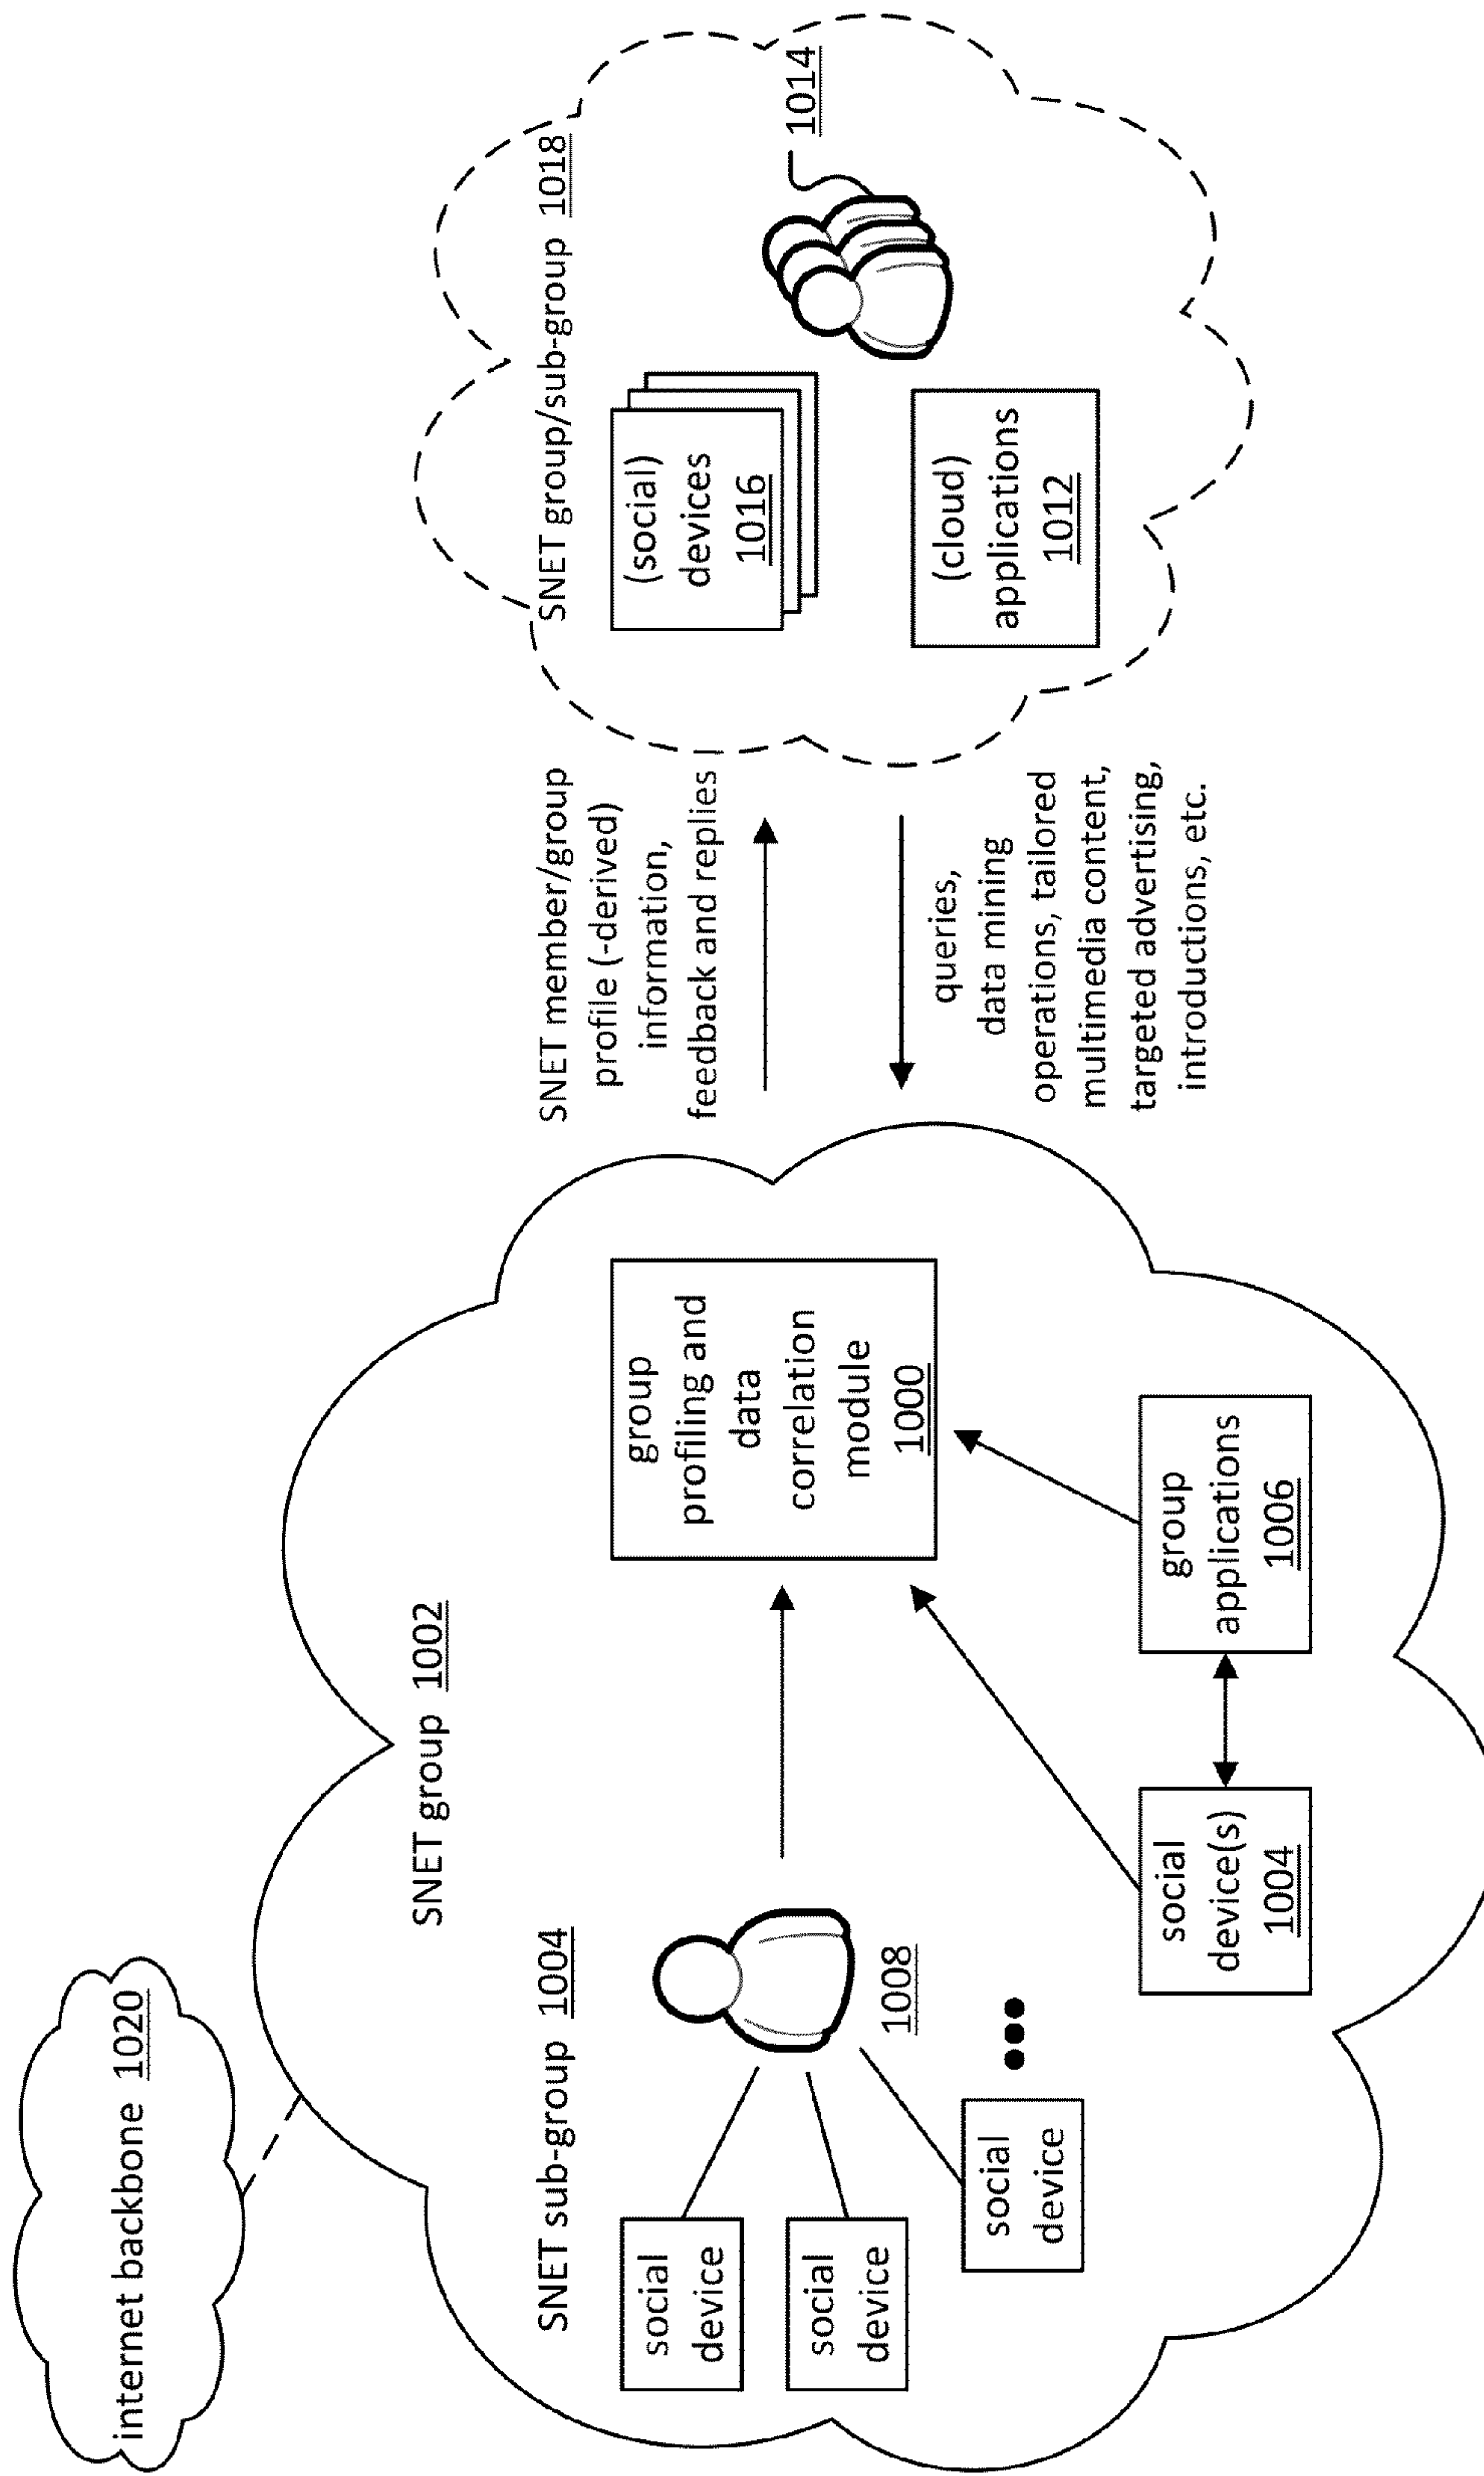 internet backbone 1020
SNET group 1002
SNET sub-group 1004
social
device
social
device
social
device
1008
group
profiling and
data
correlation
module
1000
social
device(s)
1004
group
applications
1006
SNET member/group
profile (-derived)
information,
feedback and replies
queries,
data mining
operations, tailored
multimedia content,
targeted advertising,
introductions, etc.
SNET group/sub-group 1018
(social)
devices
1016
1014
(cloud)
applications
1012